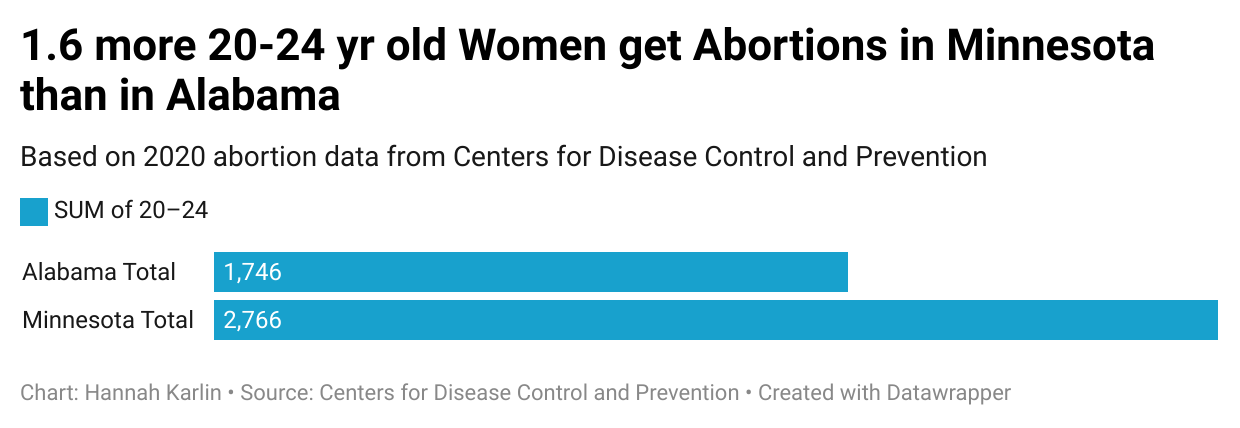 1.6 more 20-24 yr old Women get Abortions in Minnesota
than in Alabama
Based on 2020 abortion data from Centers for Disease Control and Prevention
SUM of 20–24
Alabama Total 1,746
Minnesota Total 2,766
Chart: Hannah Karlin • Source: Centers for Disease Control and Prevention • Created with Datawrapper